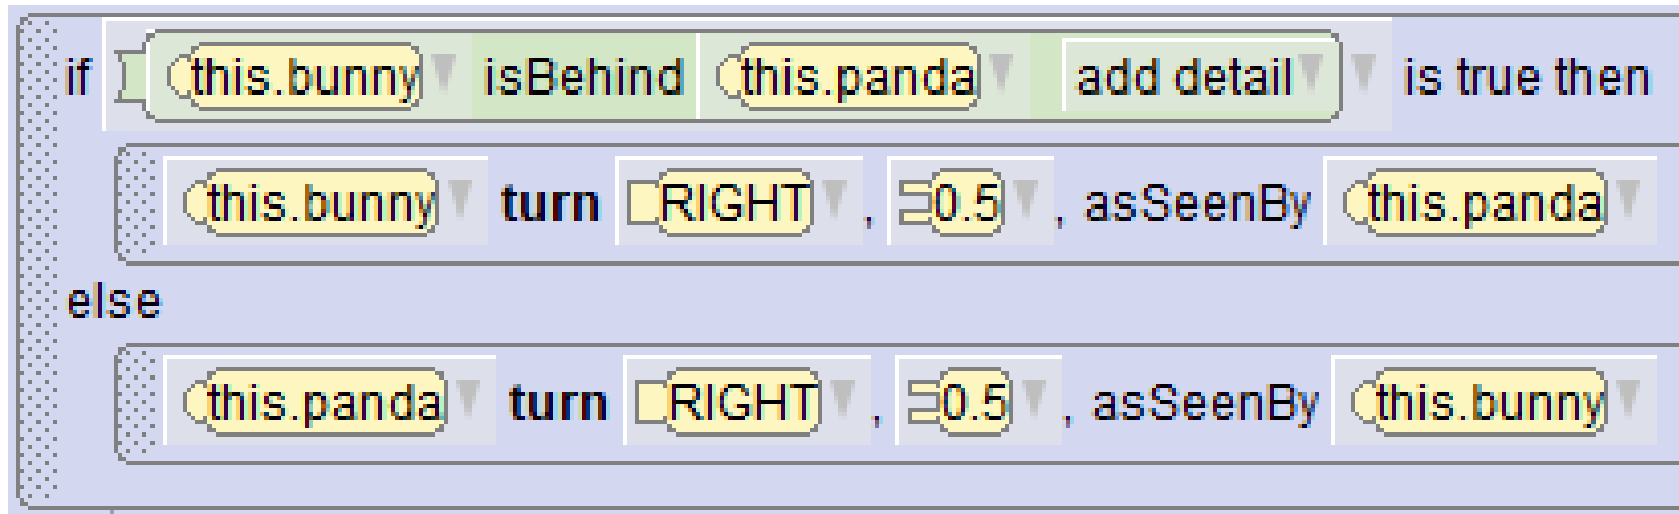 if this.bunny isBehind this.panda add detail is true then
this.bunny turn RIGHT , 0.5 , asSeenBy this.panda
else
this.panda turn RIGHT , 0.5 , asSeenBy this.bunny